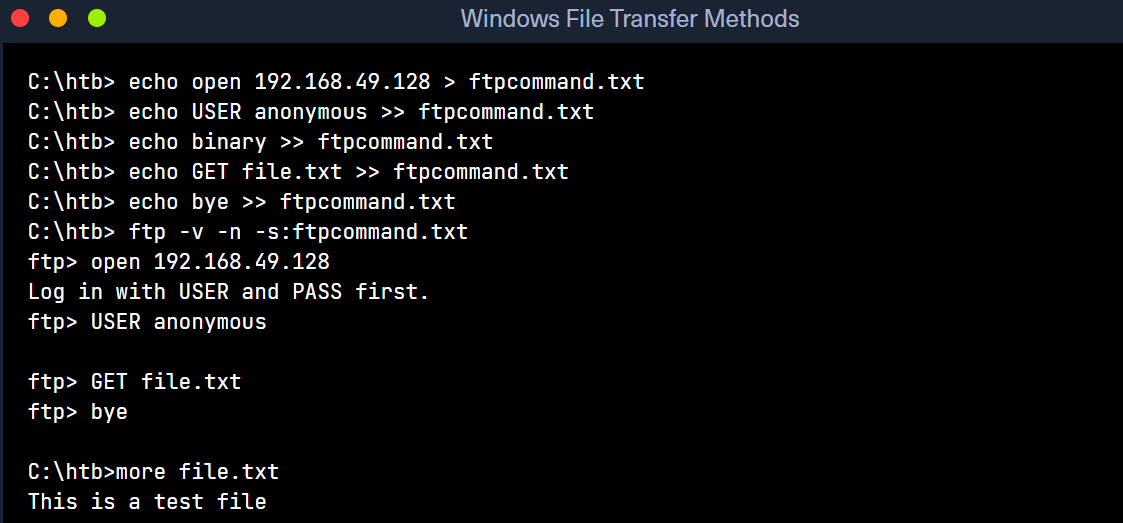 Windows File Transfer Methods
C:\htb> echo open 192.168.49.128 > ftpcommand.txt
C:\htb> echo USER anonymous >> ftpcommand.txt
C:\htb> echo binary >> ftpcommand.txt
C:\htb> echo GET file.txt >> ftpcommand.txt
C:\htb> echo bye >> ftpcommand.txt
C:\htb> ftp -v -n -s:ftpcommand.txt
ftp> open 192.168.49.128
Log in with USER and PASS first.
ftp> USER anonymous
ftp> GET file.txt
ftp> bye
C:\htb>more file.txt
This is a test file